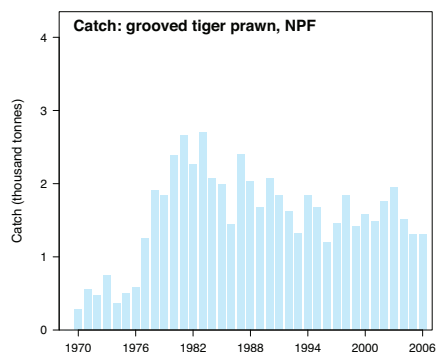 Catch: grooved tiger prawn, NPF
Catch (thousand tonnes)
4
3
2
1
0
1970 1976 1982 1988 1994 2000 2006